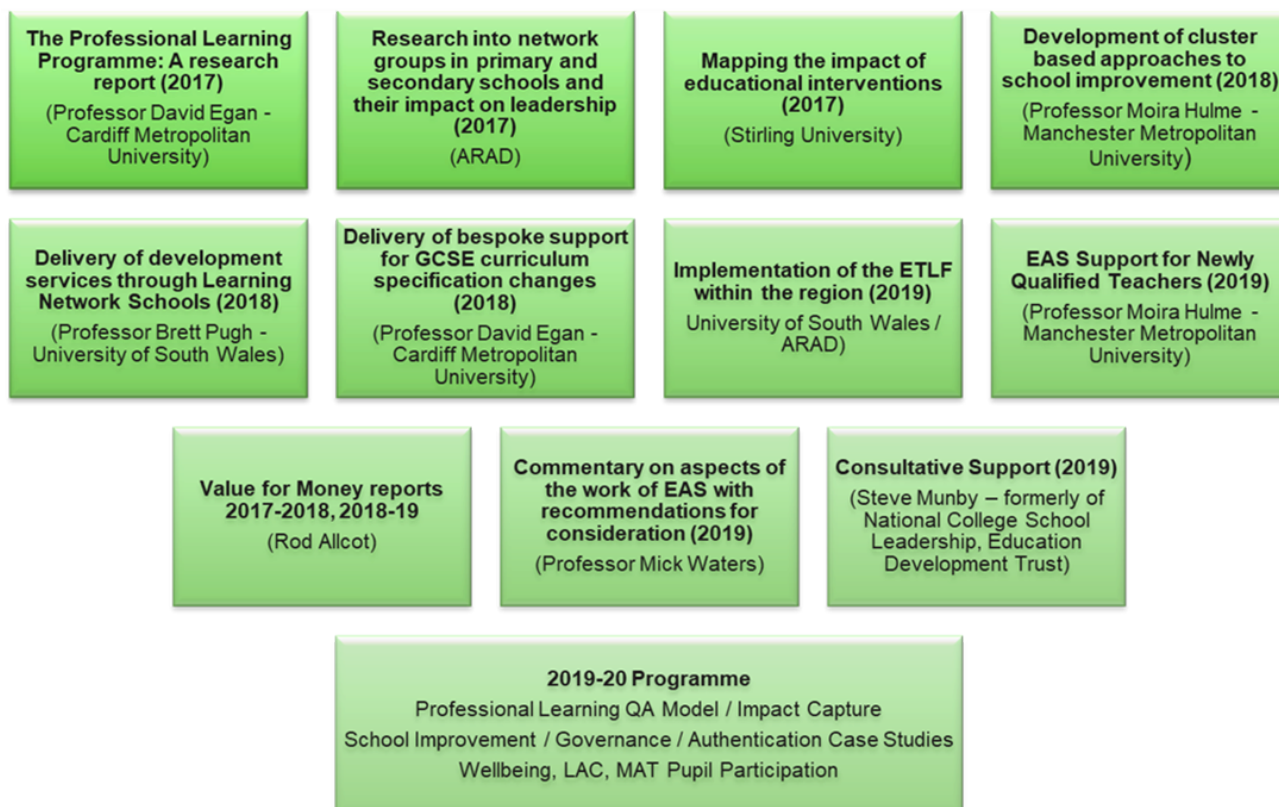 The Professional Learning
Programme: A research
report (2017)
(Professor David Egan -
Cardiff Metropolitan
University)
Research into network
groups in primary and
secondary schools and
their impact on leadership
(2017)
(ARAD)
Mapping the impact of
educational interventions
(2017)
(Stirling University)
Development of cluster
based approaches to
school improvement (2018)
(Professor Moira Hulme -
Manchester Metropolitan
University)
Delivery of development
services through Learning
Network Schools (2018)
(Professor Brett Pugh -
University of South Wales)
Delivery of bespoke support
for GCSE curriculum
specification changes
(2018)
(Professor David Egan -
Cardiff Metropolitan
University)
Implementation of the ETLF
within the region (2019)
University of South Wales /
ARAD)
EAS Support for Newly
Qualified Teachers (2019)
(Professor Moira Hulme -
Manchester Metropolitan
University)
Value for Money reports
2017-2018, 2018-19
(Rod Allcot)
Commentary on aspects of
the work of EAS with
recommendations for
consideration (2019)
(Professor Mick Waters)
Consultative Support (2019)
(Steve Munby – formerly of
National College School
Leadership, Education
Development Trust)
2019-20 Programme
Professional Learning QA Model / Impact Capture
School Improvement / Governance / Authentication Case Studies
Wellbeing, LAC, MAT Pupil Participation